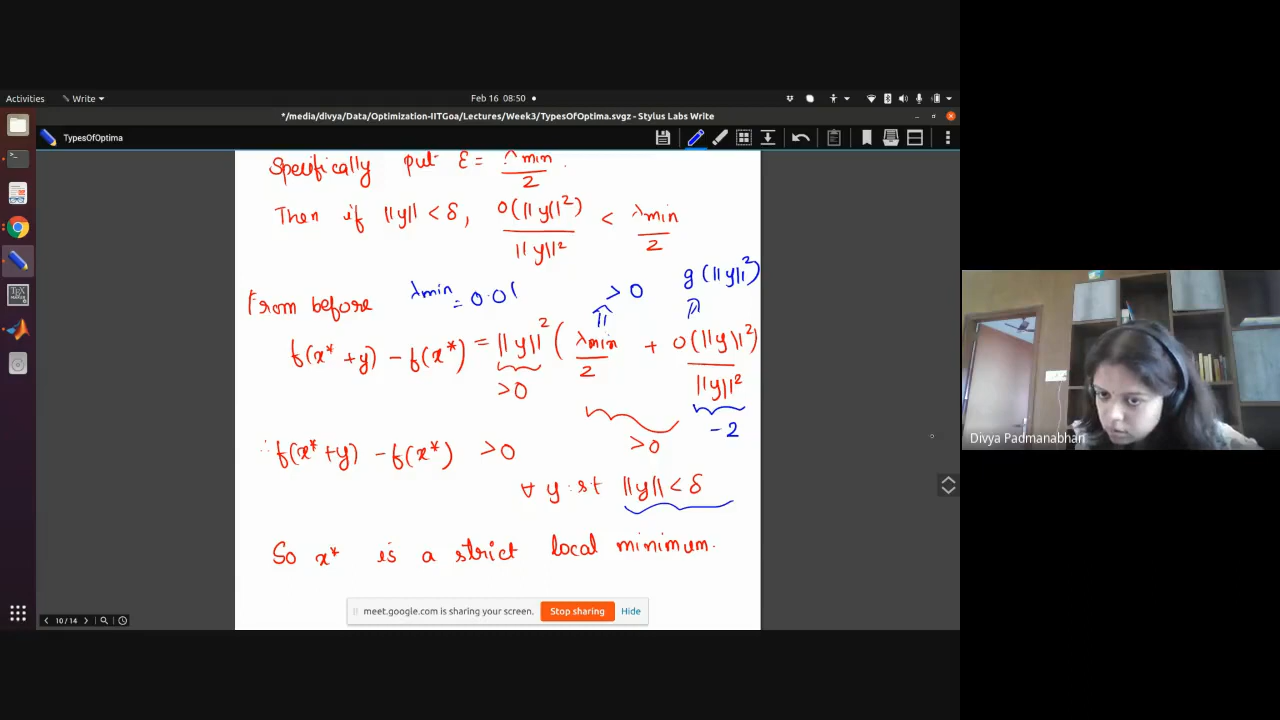 Activities
Write
Feb 16 08:50
*/media/divya/Data/Optimization-IITGoa/Lectures/Week3/TypesOfOptima.svgz - Stylus Labs Write
TypesOfOptima
Specifically put ε = λmin / 2 .
Then if ||y|| < δ, o(||y||²) / ||y||² < λmin / 2
From before λmin = 0.01 > 0 g(||y||²)
f(x* + y) - f(x*) = ||y||² ( λmin / 2 + o(||y||²) / ||y||²
> 0
-2
> 0
∴ f(x* + y) - f(x*) > 0
∀ y : st ||y|| < δ
So x* is a strict local minimum.
meet.google.com is sharing your screen. Stop sharing Hide
10/14
Divya Padmanabhan